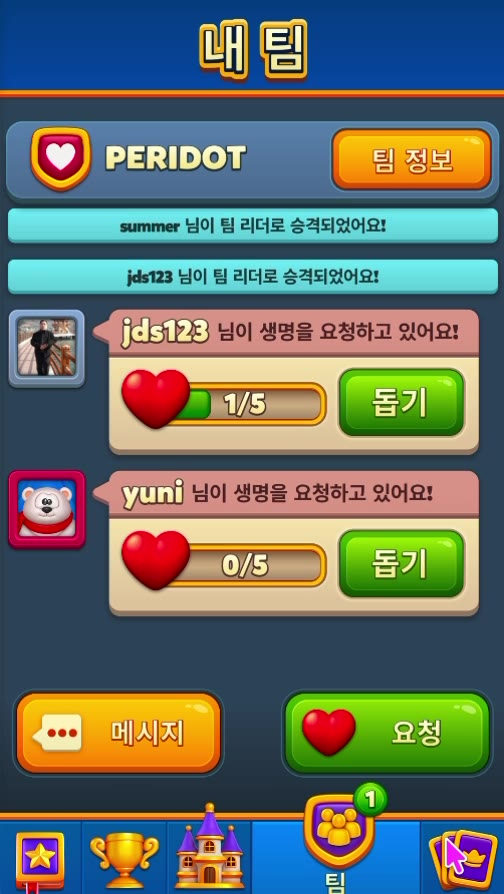 내 팀
PERIDOT
팀 정보
summer 님이 팀 리더로 승격되었어요!
jds123 님이 팀 리더로 승격되었어요!
jds123 님이 생명을 요청하고 있어요!
1/5
돕기
yuni 님이 생명을 요청하고 있어요!
0/5
돕기
메시지
요청
1
팀